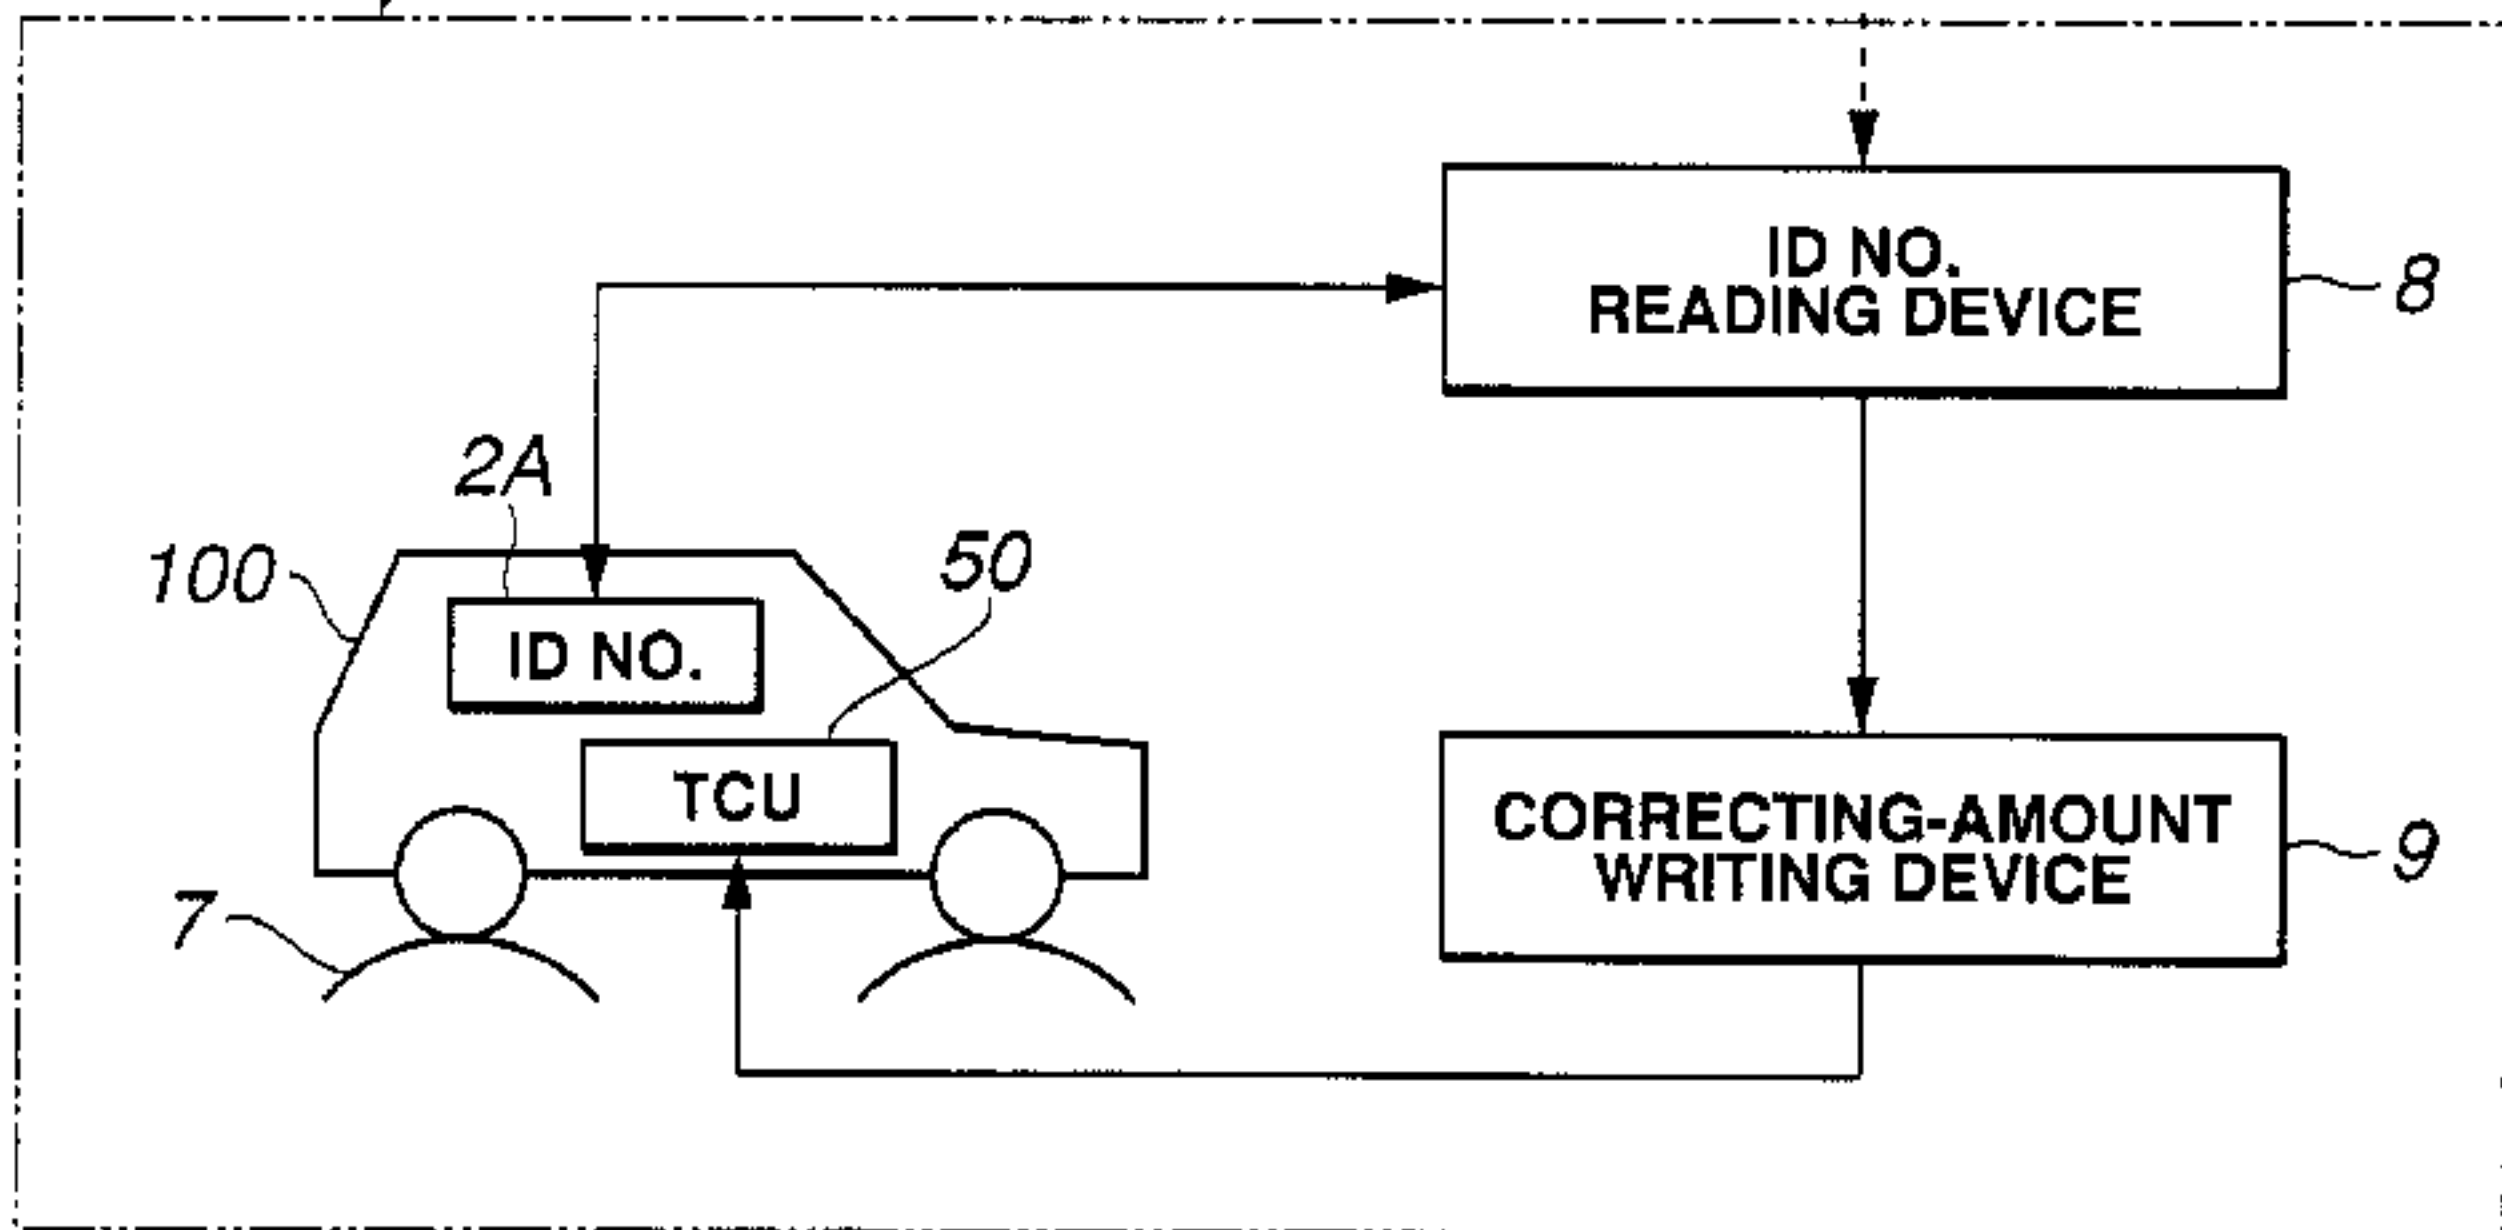 ID NO.
READING DEVICE
8
2A
100
50
ID NO.
TCU
CORRECTING-AMOUNT
WRITING DEVICE
9
7